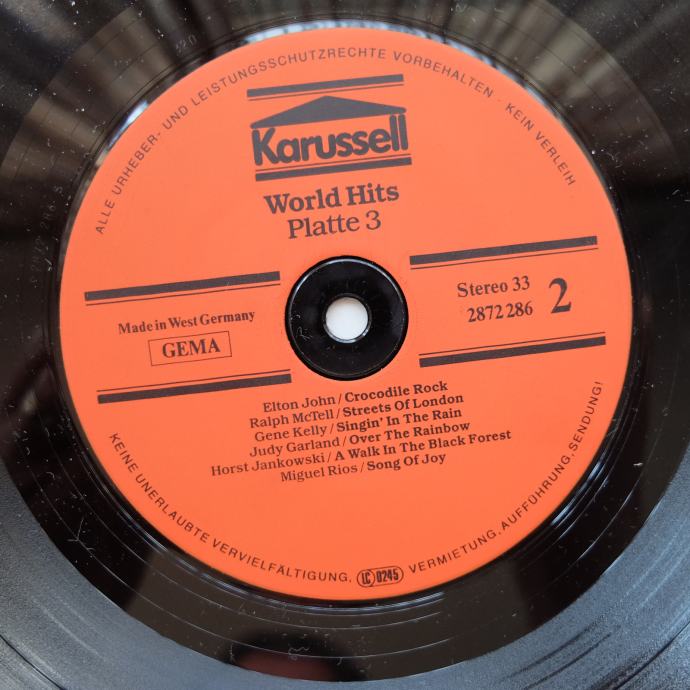 ALLE URHEBER- UND LEISTUNGSSCHUTZRECHTE VORBEHALTEN · KEIN VERLEIH
Karussell
World Hits
Platte 3
Made in West Germany
GEMA
Stereo 33
2872 286
2
Elton John / Crocodile Rock
Ralph McTell / Streets Of London
Gene Kelly / Singin' In The Rain
Judy Garland / Over The Rainbow
Horst Jankowski / A Walk In The Black Forest
Miguel Rios / Song Of Joy
KEINE UNERLAUBTE VERVIELFÄLTIGUNG, LC 0245 VERMIETUNG, AUFFÜHRUNG, SENDUNG!